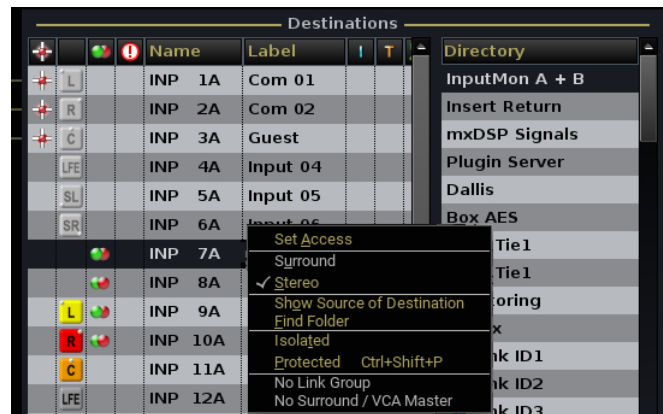 Destinations
Name Label I T Directory
L INP 1A Com 01 InputMon A + B
R INP 2A Com 02 Insert Return
C INP 3A Guest mxDSP Signals
LFE INP 4A Input 04 Plugin Server
SL INP 5A Input 05 Dallis
SR INP 6A Input 06 Box AES
INP 7A Tie1
INP 8A Tie1
L INP 9A oring
R INP 10A x
C INP 11A nk ID1
LFE INP 12A nk ID2
nk ID3
Set Access
Surround
✓ Stereo
Show Source of Destination
Find Folder
Isolated
Protected Ctrl+Shift+P
No Link Group
No Surround / VCA Master